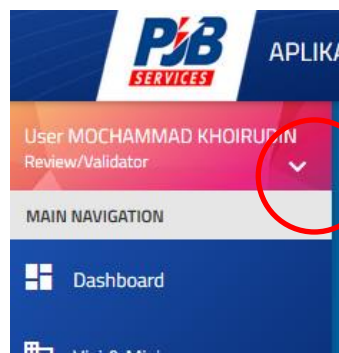 PJB
SERVICES
APLIKA
User MOCHAMMAD KHOIRUDIN
Review/Validator
MAIN NAVIGATION
Dashboard